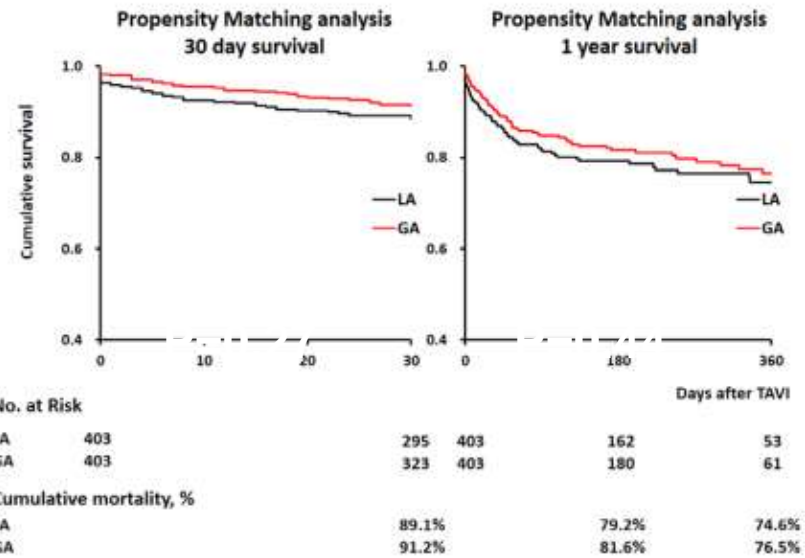 Propensity Matching analysis
30 day survival
Propensity Matching analysis
1 year survival
Cumulative survival
1.0
0.8
0.6
0.4
LA
GA
0 10 20 30
1.0
0.8
0.6
0.4
LA
GA
0 180 360
Days after TAVI
No. at Risk
A 403 295 403 162 53
GA 403 323 403 180 61
Cumulative mortality, %
A 89.1% 79.2% 74.6%
GA 91.2% 81.6% 76.5%